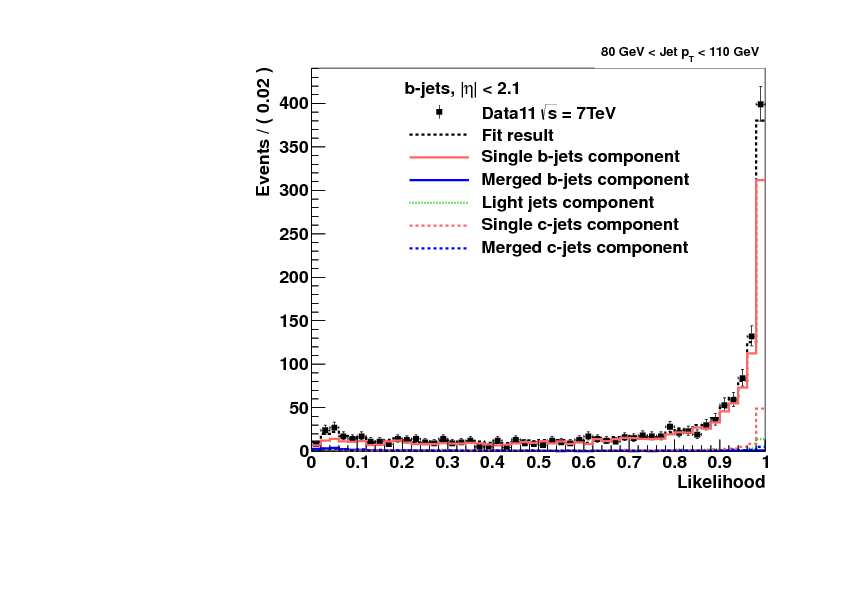 80 GeV < Jet pT < 110 GeV
b-jets, |η| < 2.1
Data11 √s = 7TeV
Fit result
Single b-jets component
Merged b-jets component
Light jets component
Single c-jets component
Merged c-jets component
Events / ( 0.02 )
400
350
300
250
200
150
100
50
0
0 0.1 0.2 0.3 0.4 0.5 0.6 0.7 0.8 0.9 1
Likelihood